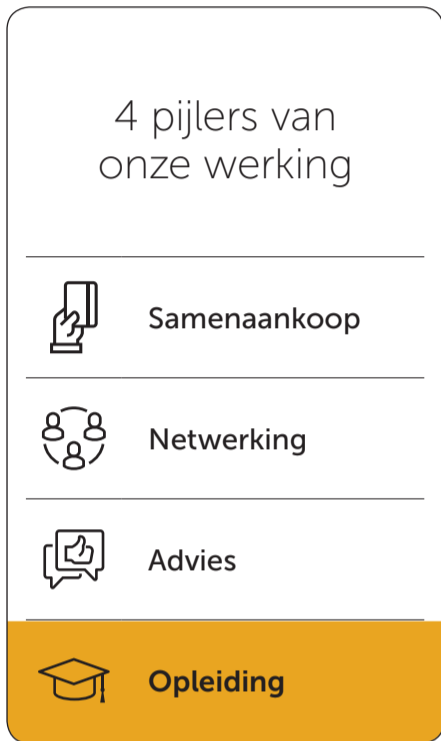 4 pijlers van
onze werking
Samenaankoop
Netwerking
Advies
Opleiding